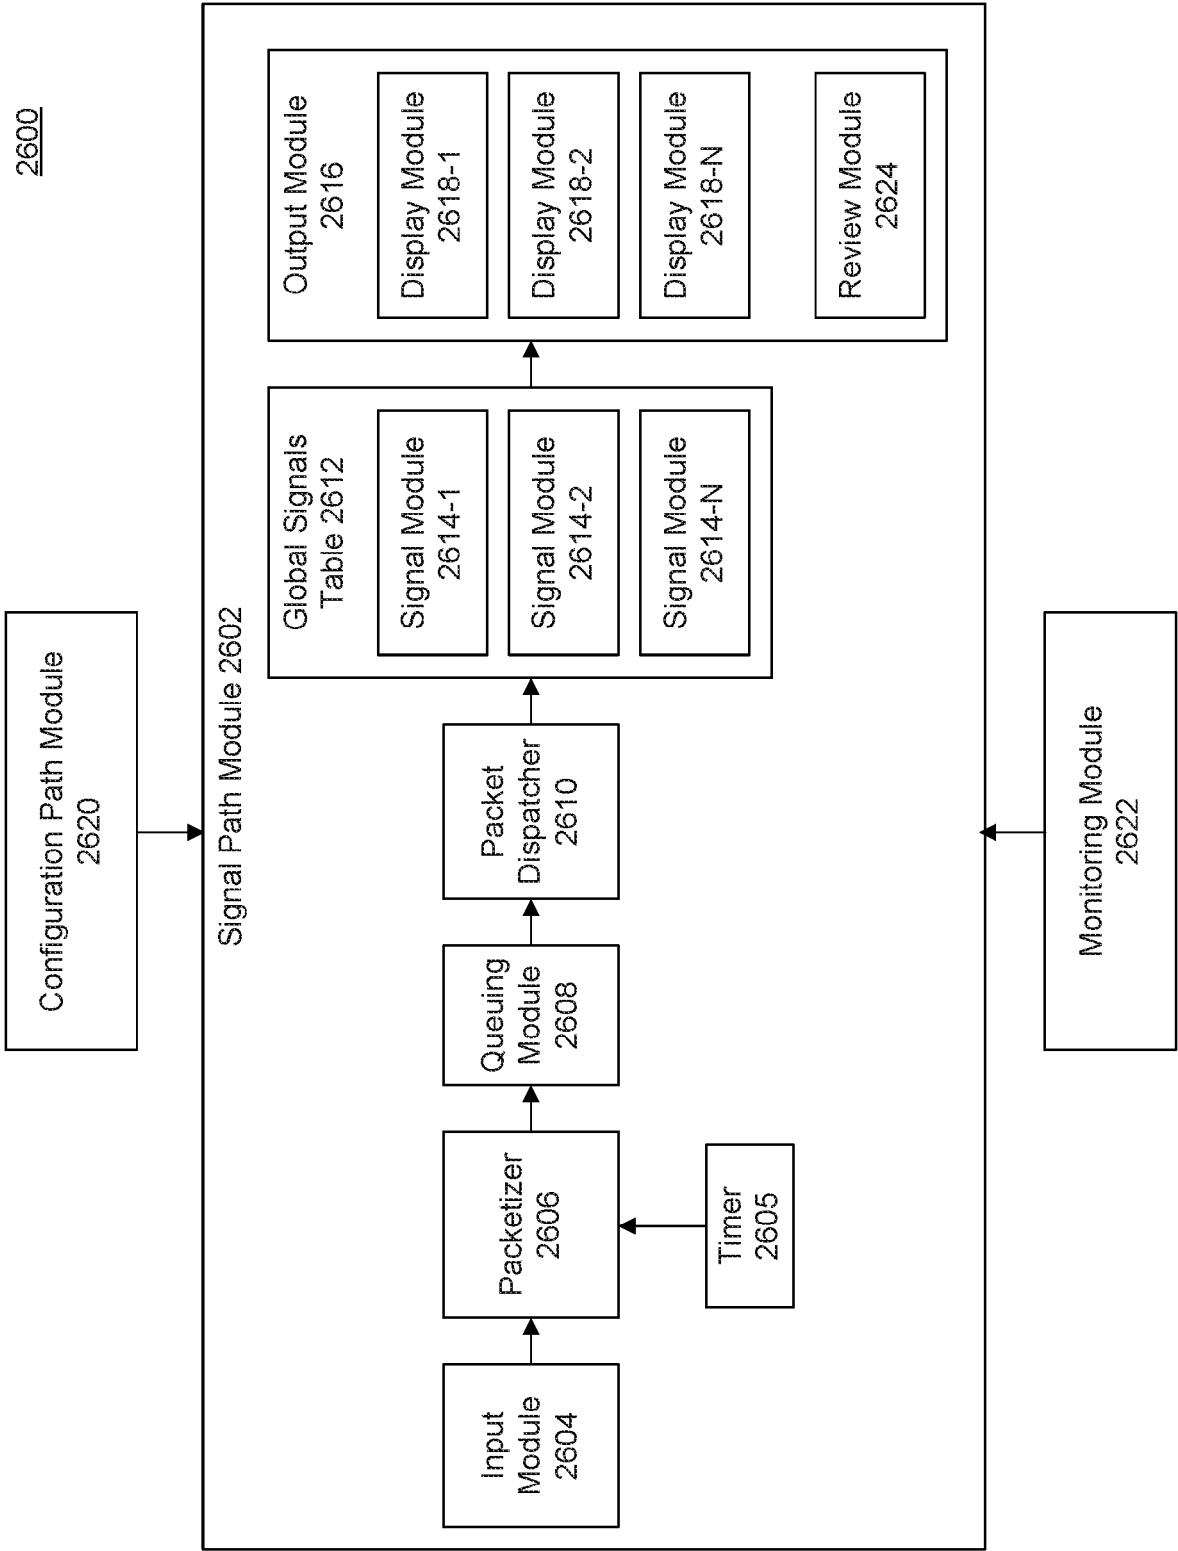 2600
Configuration Path Module
2620
Signal Path Module 2602
Input
Module
2604
Packetizer
2606
Timer
2605
Queuing
Module
2608
Packet
Dispatcher
2610
Global Signals
Table 2612
Signal Module
2614-1
Signal Module
2614-2
Signal Module
2614-N
Output Module
2616
Display Module
2618-1
Display Module
2618-2
Display Module
2618-N
Review Module
2624
Monitoring Module
2622